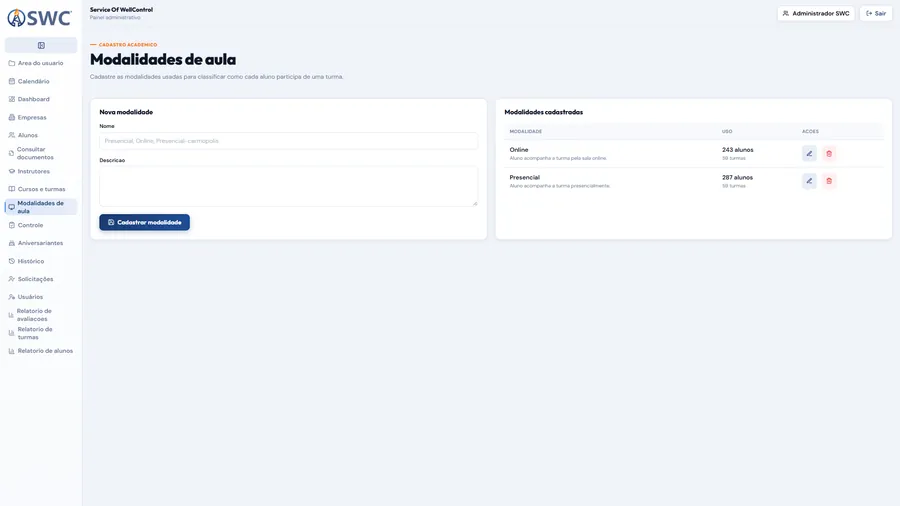 SWC
Service Of WellControl
Painel administrativo
Administrador SWC
Sair
Area do usuario
Calendário
Dashboard
Empresas
Alunos
Consultar
documentos
Instrutores
Cursos e turmas
Modalidades de
aula
Controle
Aniversariantes
Histórico
Solicitações
Usuários
Relatorio de
avaliacoes
Relatorio de
turmas
Relatorio de alunos
CADASTRO ACADEMICO
Modalidades de aula
Cadastre as modalidades usadas para classificar como cada aluno participa de uma turma.
Nova modalidade
Nome
Presencial, Online, Presencial-carmopolis
Descricao
Cadastrar modalidade
Modalidades cadastradas
MODALIDADE USO ACOES
Online 243 alunos
Aluno acompanha a turma pela sala online. 98 turmas
Presencial 287 alunos
Aluno acompanha a turma presencialmente. 58 turmas